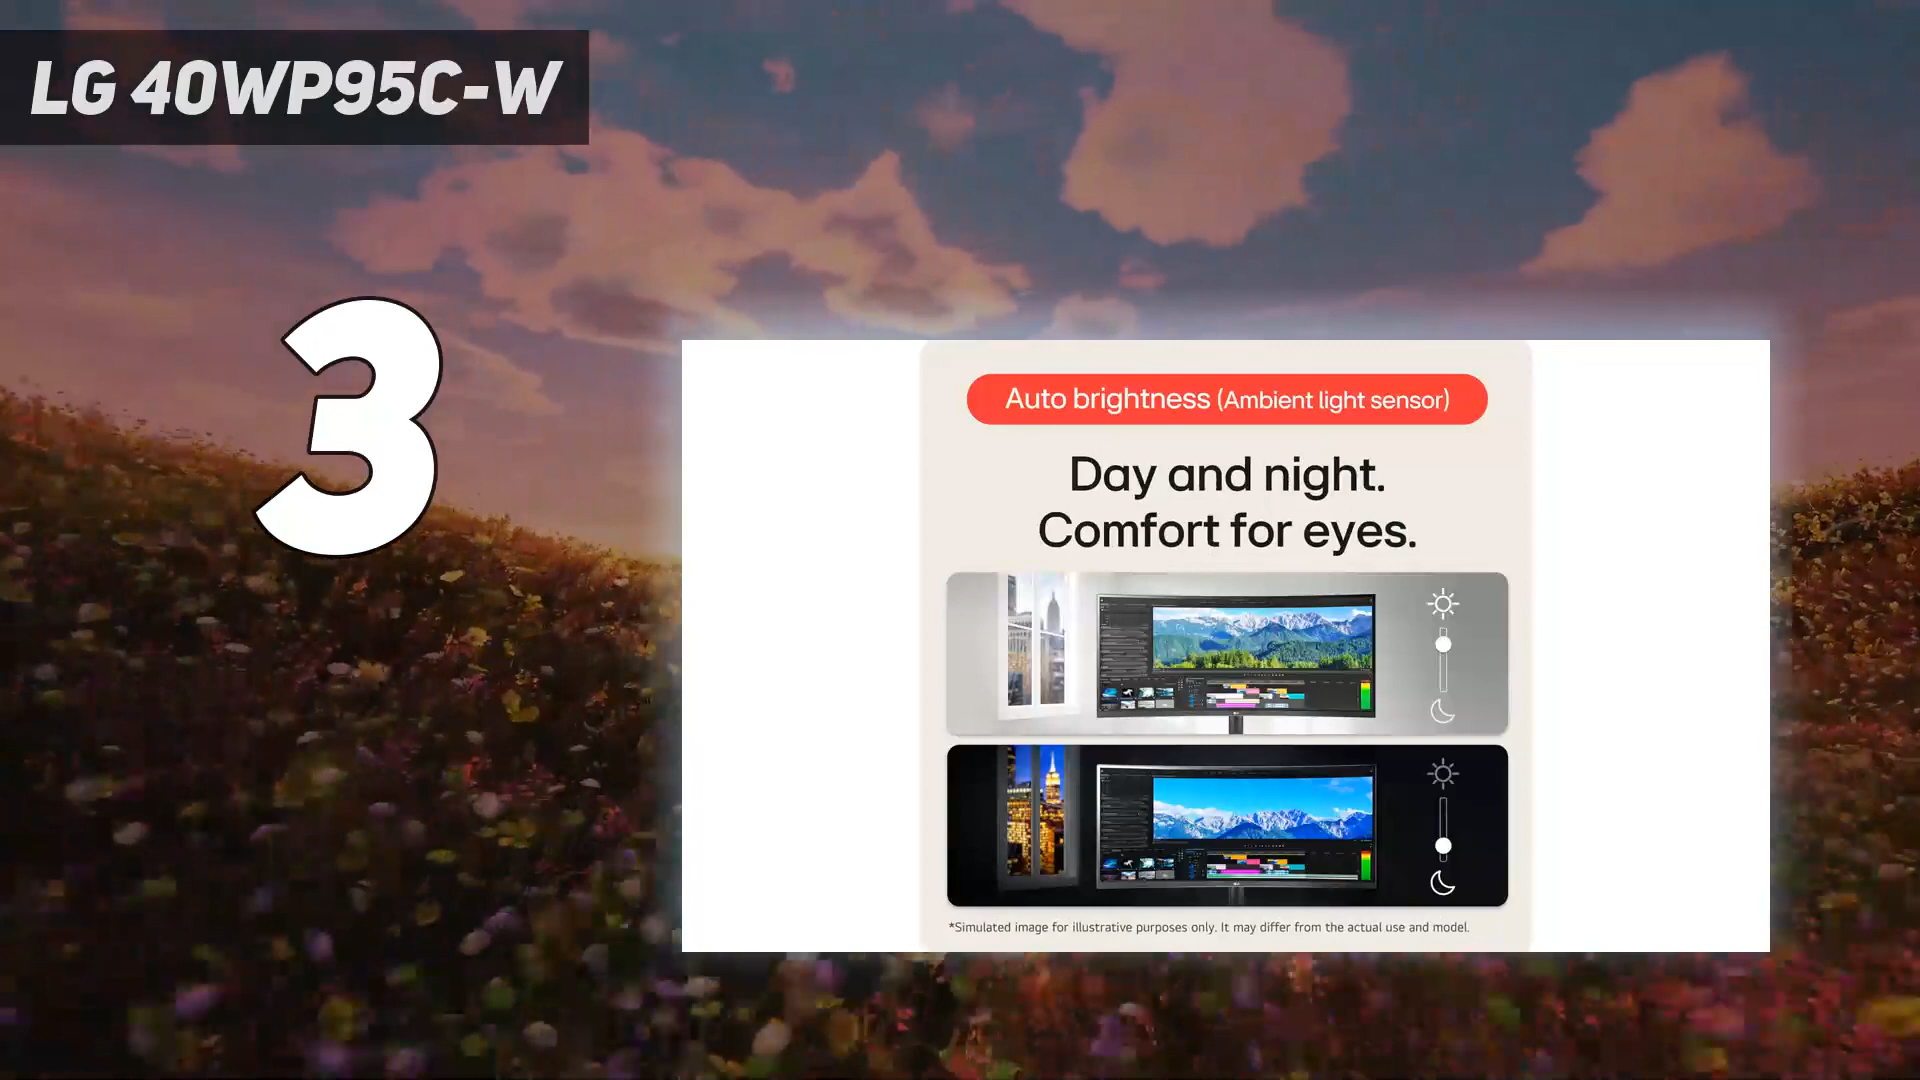 LG 40WP95C-W
3
Auto brightness (Ambient light sensor)
Day and night.
Comfort for eyes.
*Simulated image for illustrative purposes only. It may differ from the actual use and model.